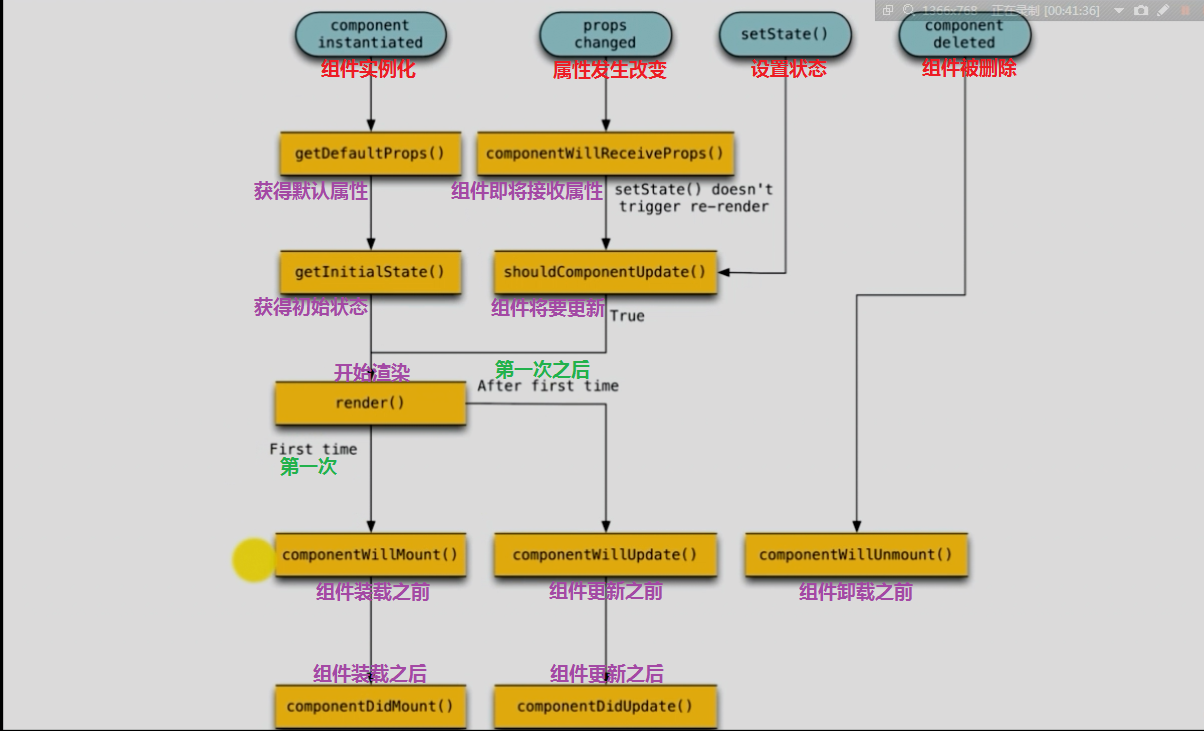 1366x768 正在录制 [00:41:36]
component
instantiated
props
changed
setState()
component
deleted
组件实例化
属性发生改变
设置状态
组件被删除
getDefaultProps()
componentWillReceiveProps()
获得默认属性
组件即将接收属性
setState() doesn't
trigger re-render
getInitialState()
shouldComponentUpdate()
获得初始状态
组件将要更新
True
开始渲染
第一次之后
After first time
render()
First time
第一次
componentWillMount()
componentWillUpdate()
componentWillUnmount()
组件装载之前
组件更新之前
组件卸载之前
组件装载之后
组件更新之后
componentDidMount()
componentDidUpdate()